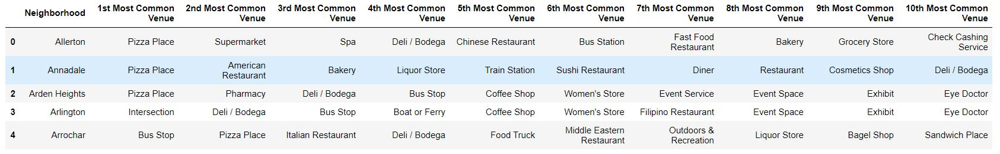 Neighborhood 1st Most Common Venue 2nd Most Common Venue 3rd Most Common Venue 4th Most Common Venue 5th Most Common Venue 6th Most Common Venue 7th Most Common Venue 8th Most Common Venue 9th Most Common Venue 10th Most Common Venue
0 Allerton Pizza Place Supermarket Spa Deli / Bodega Chinese Restaurant Bus Station Fast Food Restaurant Bakery Grocery Store Check Cashing Service
1 Annadale Pizza Place American Restaurant Bakery Liquor Store Train Station Sushi Restaurant Diner Restaurant Cosmetics Shop Deli / Bodega
2 Arden Heights Pizza Place Pharmacy Deli / Bodega Bus Stop Coffee Shop Women's Store Event Service Event Space Exhibit Eye Doctor
3 Arlington Intersection Deli / Bodega Bus Stop Boat or Ferry Coffee Shop Women's Store Filipino Restaurant Event Space Exhibit Eye Doctor
4 Arrochar Bus Stop Pizza Place Italian Restaurant Deli / Bodega Food Truck Middle Eastern Restaurant Outdoors & Recreation Liquor Store Bagel Shop Sandwich Place